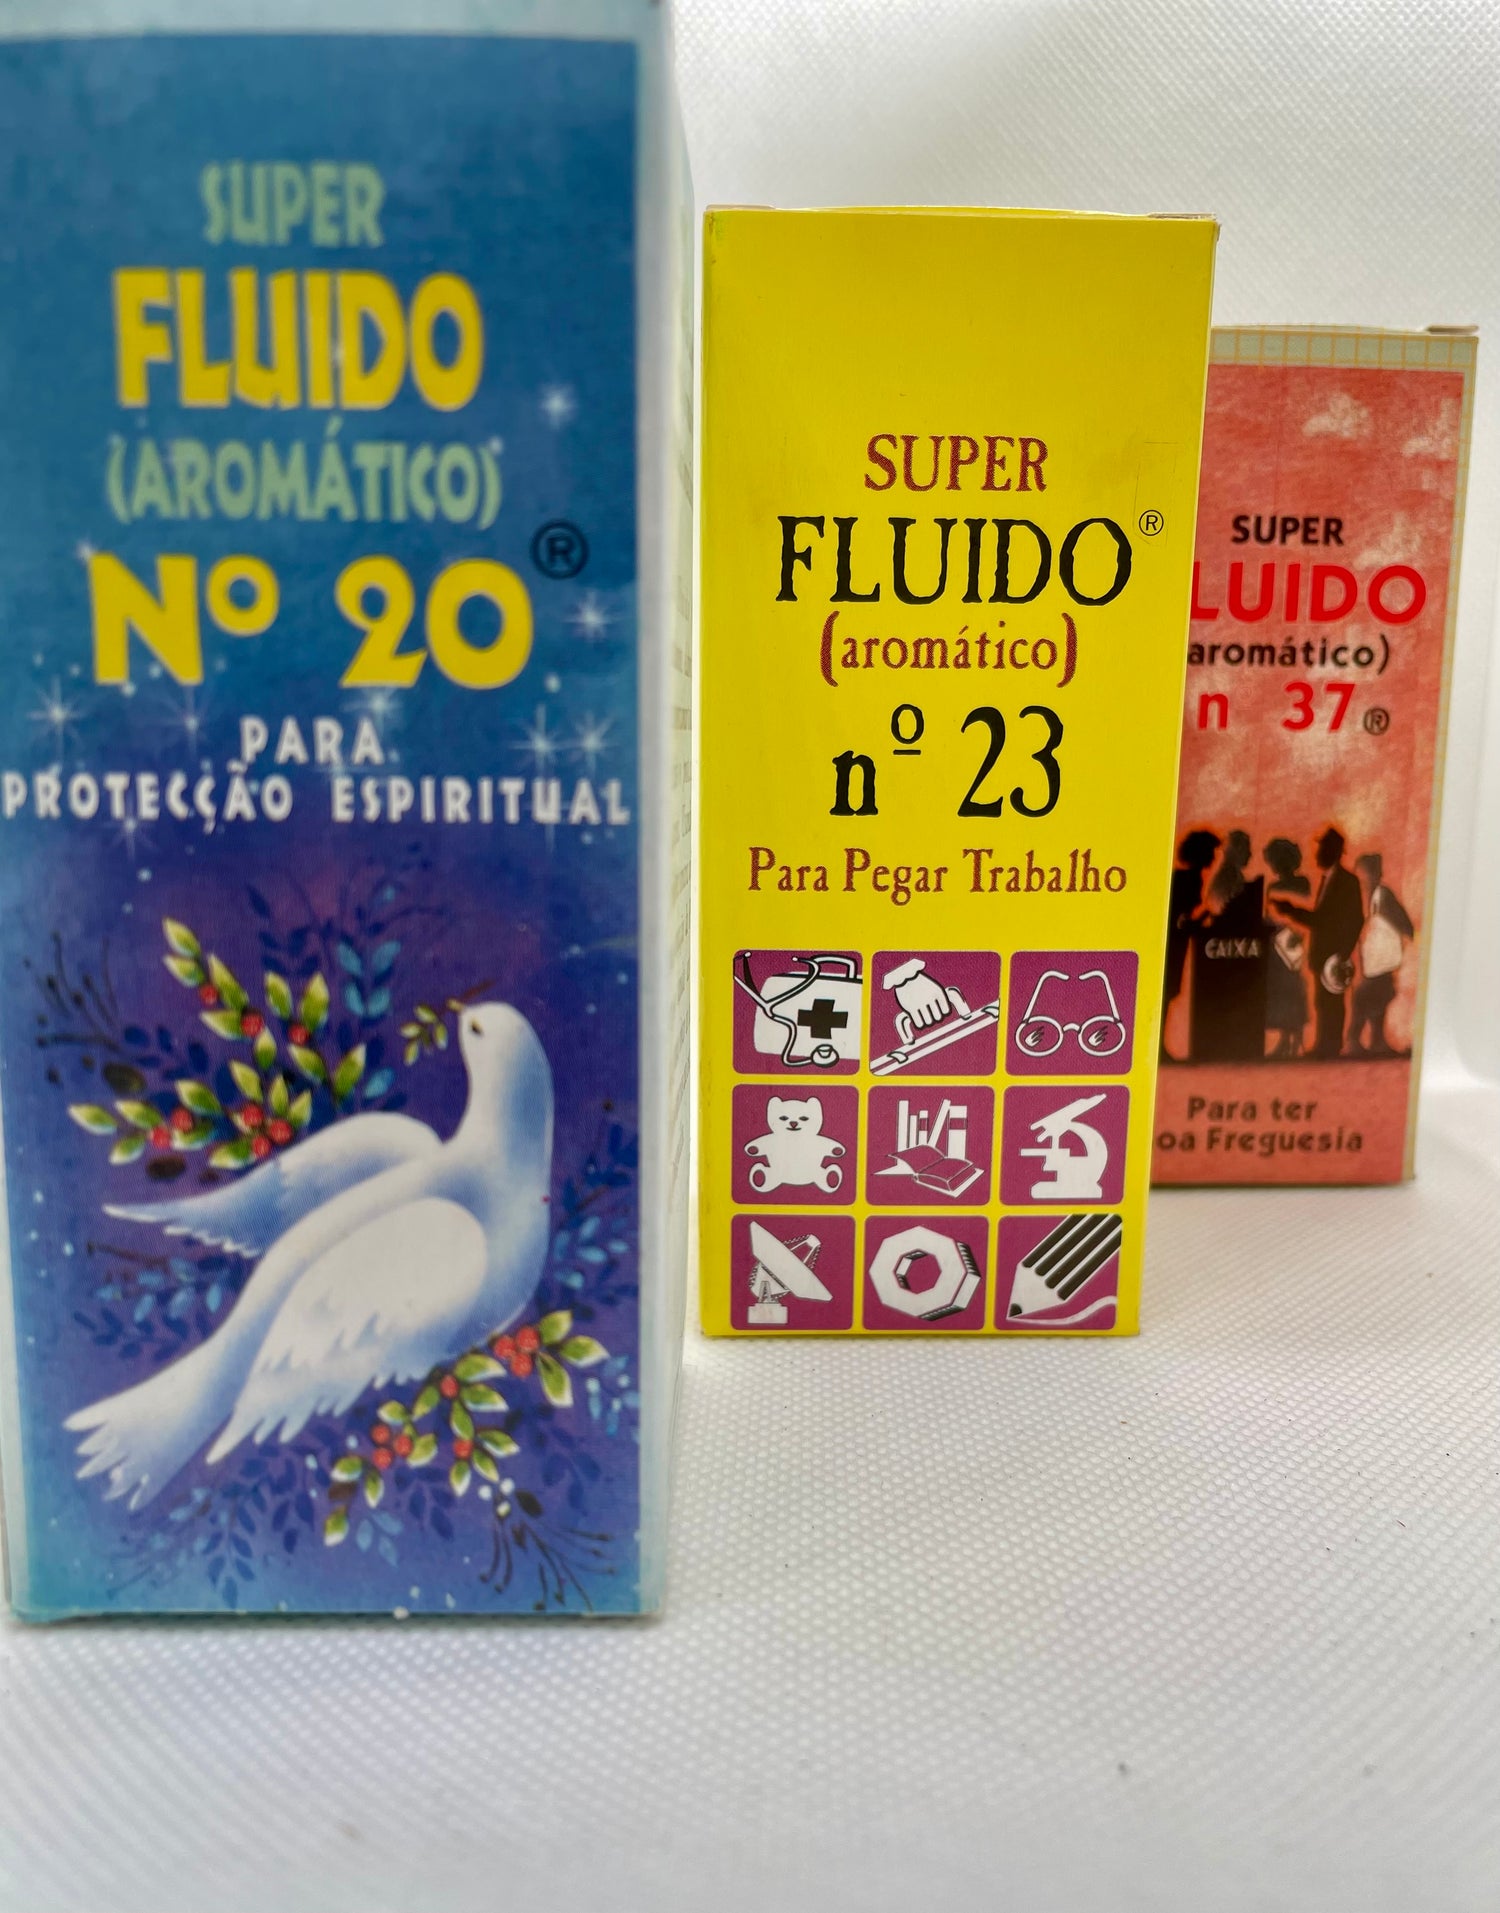 SUPER
FLUIDO
(AROMÁTICO)
Nº 20 ®
PARA
PROTECÇÃO ESPIRITUAL
SUPER
FLUIDO ®
(aromático)
nº 23
Para Pegar Trabalho
SUPER
LUIDO
aromático)
n 37 ®
CAIXA
Para ter
oa Freguesia